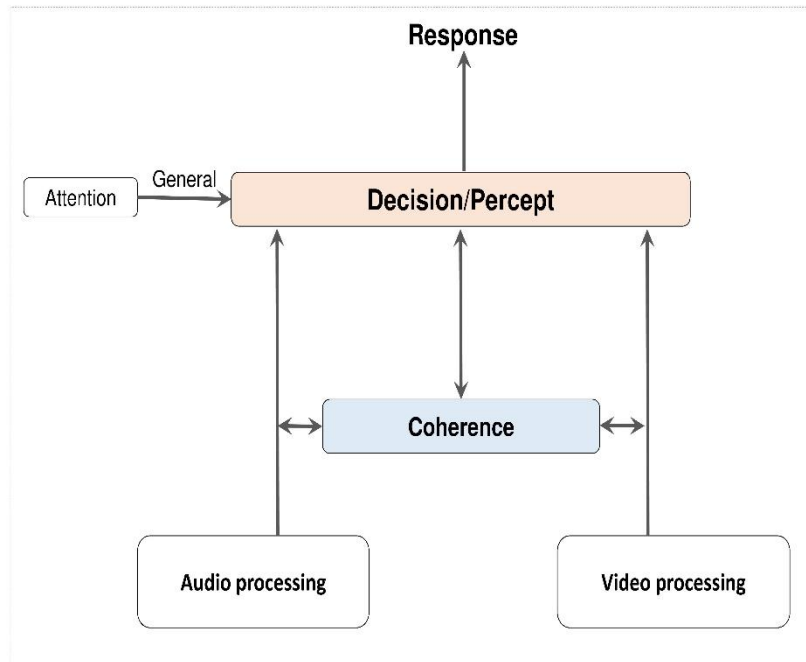 Response
General
Attention
Decision/Percept
Coherence
Audio processing
Video processing